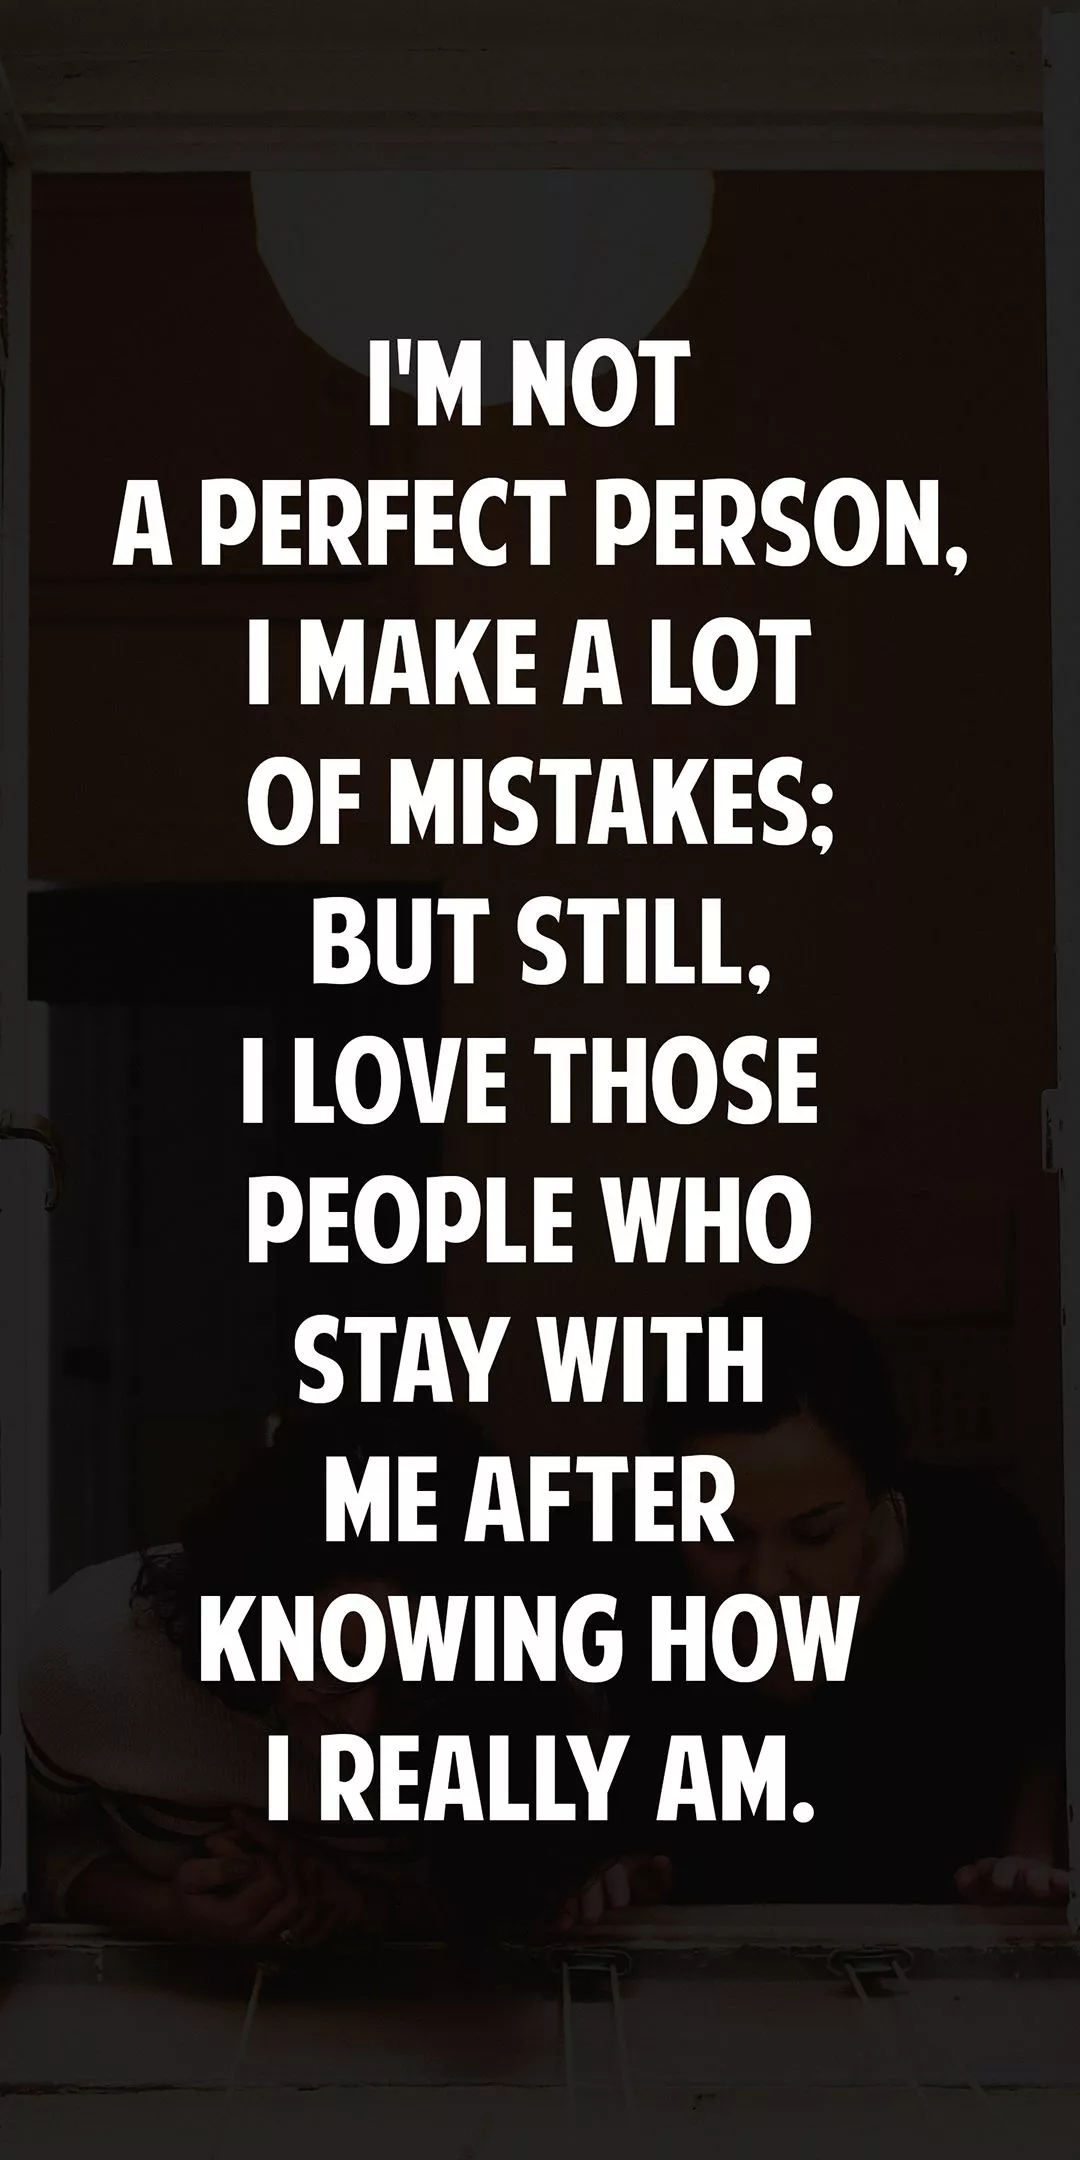 I'M NOT
A PERFECT PERSON,
I MAKE A LOT
OF MISTAKES;
BUT STILL,
I LOVE THOSE
PEOPLE WHO
STAY WITH
ME AFTER
KNOWING HOW
I REALLY AM.